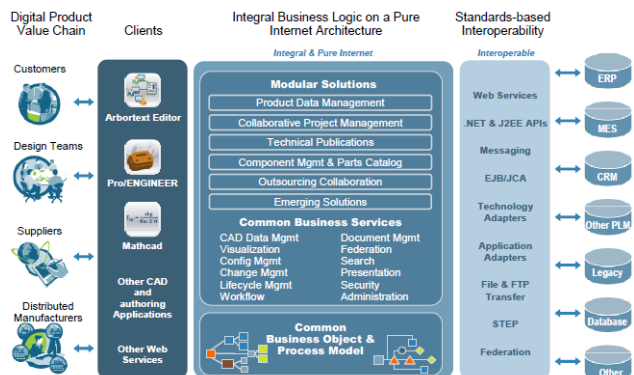 Digital Product
Value Chain
Clients
Integral Business Logic on a Pure
Internet Architecture
Standards-based
Interoperability
Integral & Pure Internet
Interoperable
Customers
Design Teams
Suppliers
Distributed
Manufacturers
Arbortext Editor
Pro/ENGINEER
Mathcad
Other CAD
and
authoring
Applications
Other Web
Services
Modular Solutions
Product Data Management
Collaborative Project Management
Technical Publications
Component Mgmt & Parts Catalog
Outsourcing Collaboration
Emerging Solutions
Common Business Services
CAD Data Mgmt
Visualization
Config Mgmt
Change Mgmt
Lifecycle Mgmt
Workflow
Document Mgmt
Federation
Search
Presentation
Security
Administration
Common
Business Object &
Process Model
Web Services
.NET & J2EE APIs
Messaging
EJB/JCA
Technology
Adapters
Application
Adapters
File & FTP
Transfer
STEP
Federation
ERP
MES
CRM
Other PLM
Legacy
Database
Other